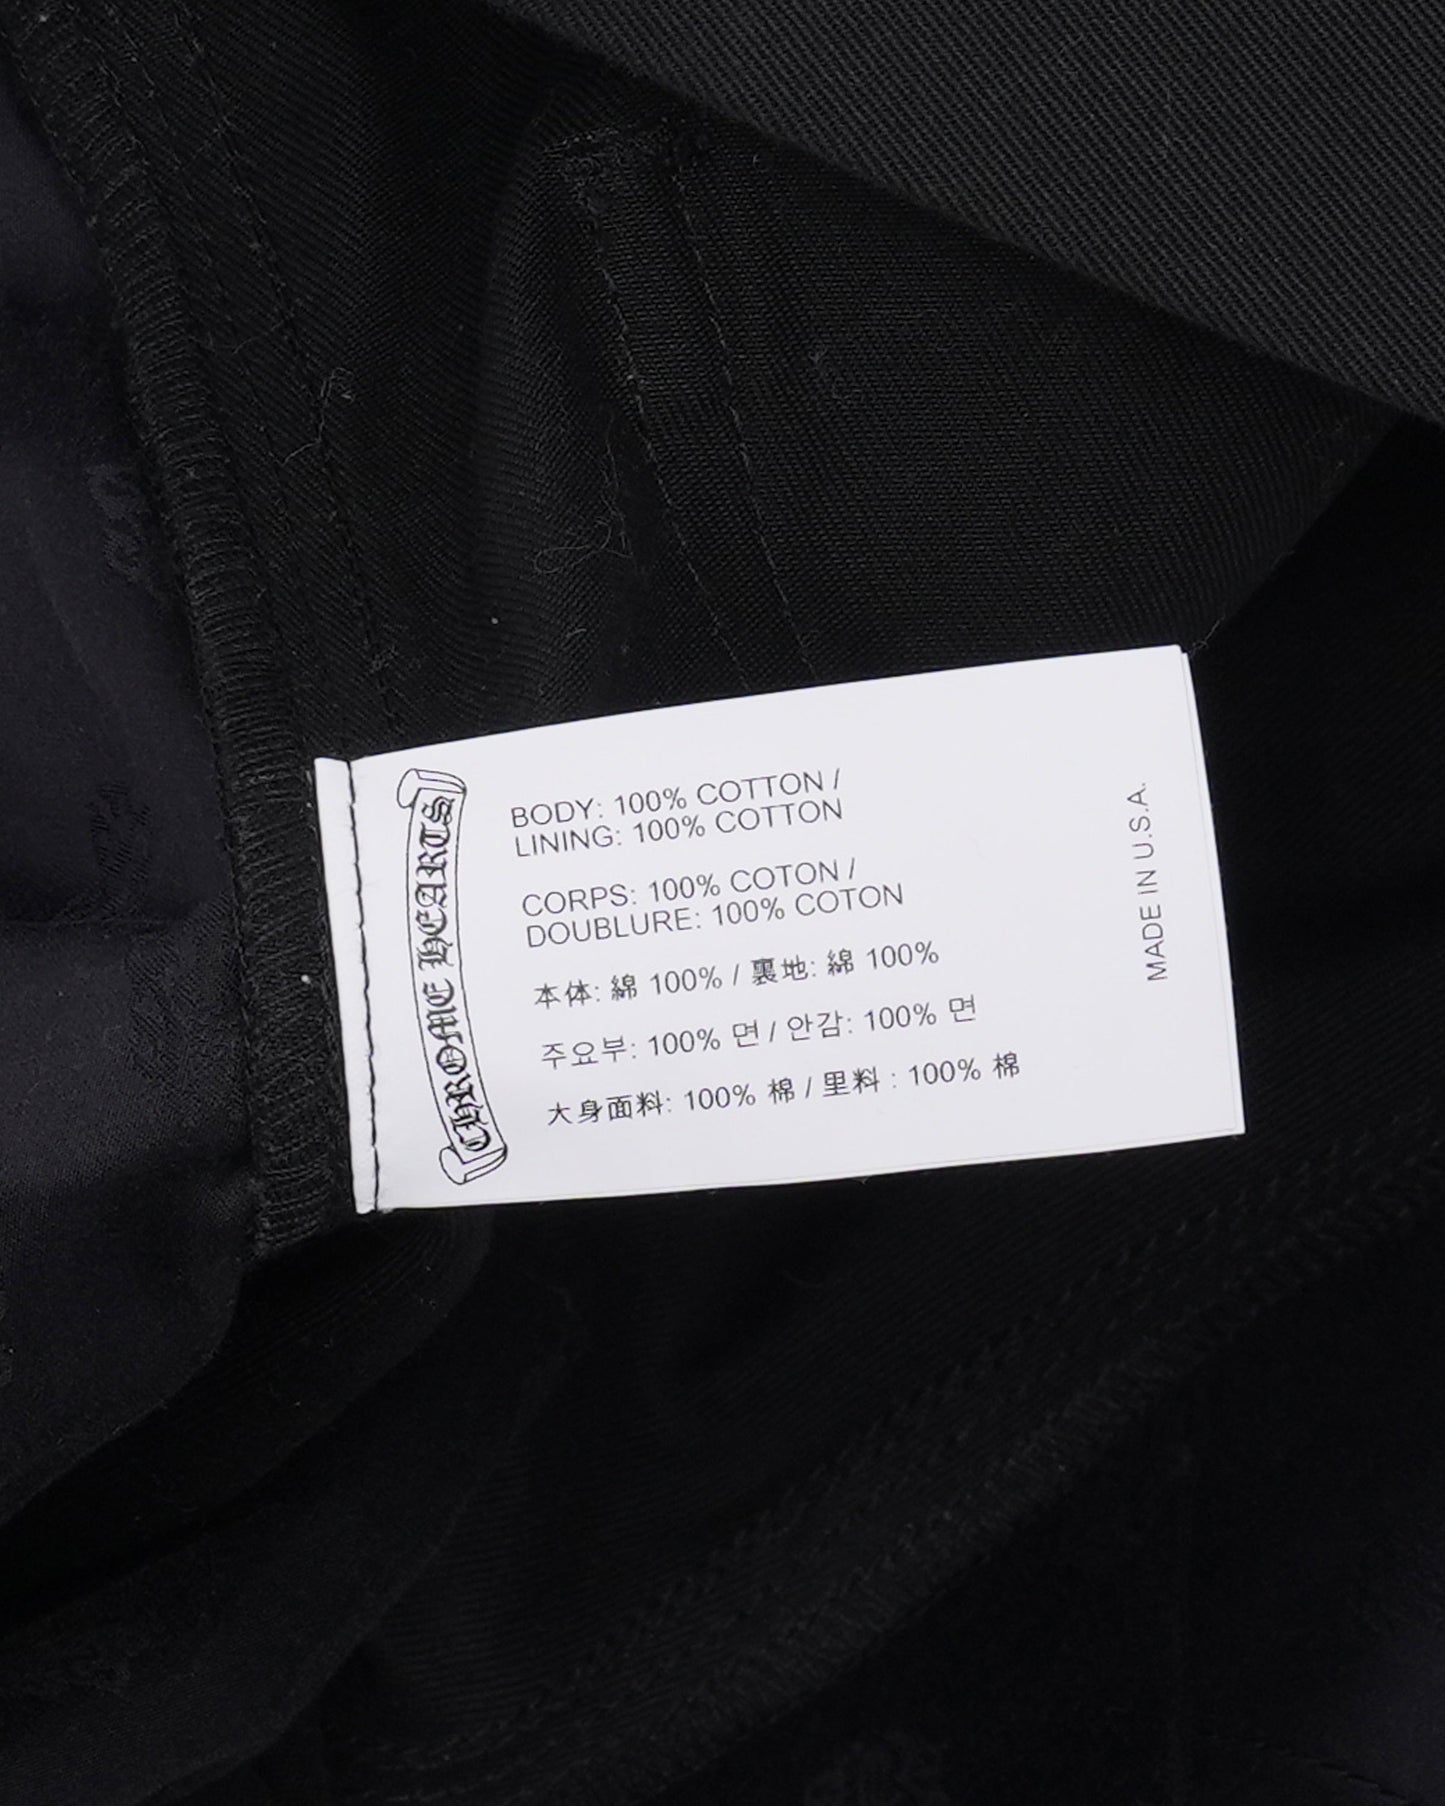 CHROME HEARTS
BODY: 100% COTTON /
LINING: 100% COTTON
CORPS: 100% COTON /
DOUBLURE: 100% COTON
本体: 綿 100% / 裏地: 綿 100%
주요부: 100% 면 / 안감: 100% 면
大身面料: 100% 棉 / 里料 : 100% 棉
MADE IN U.S.A.